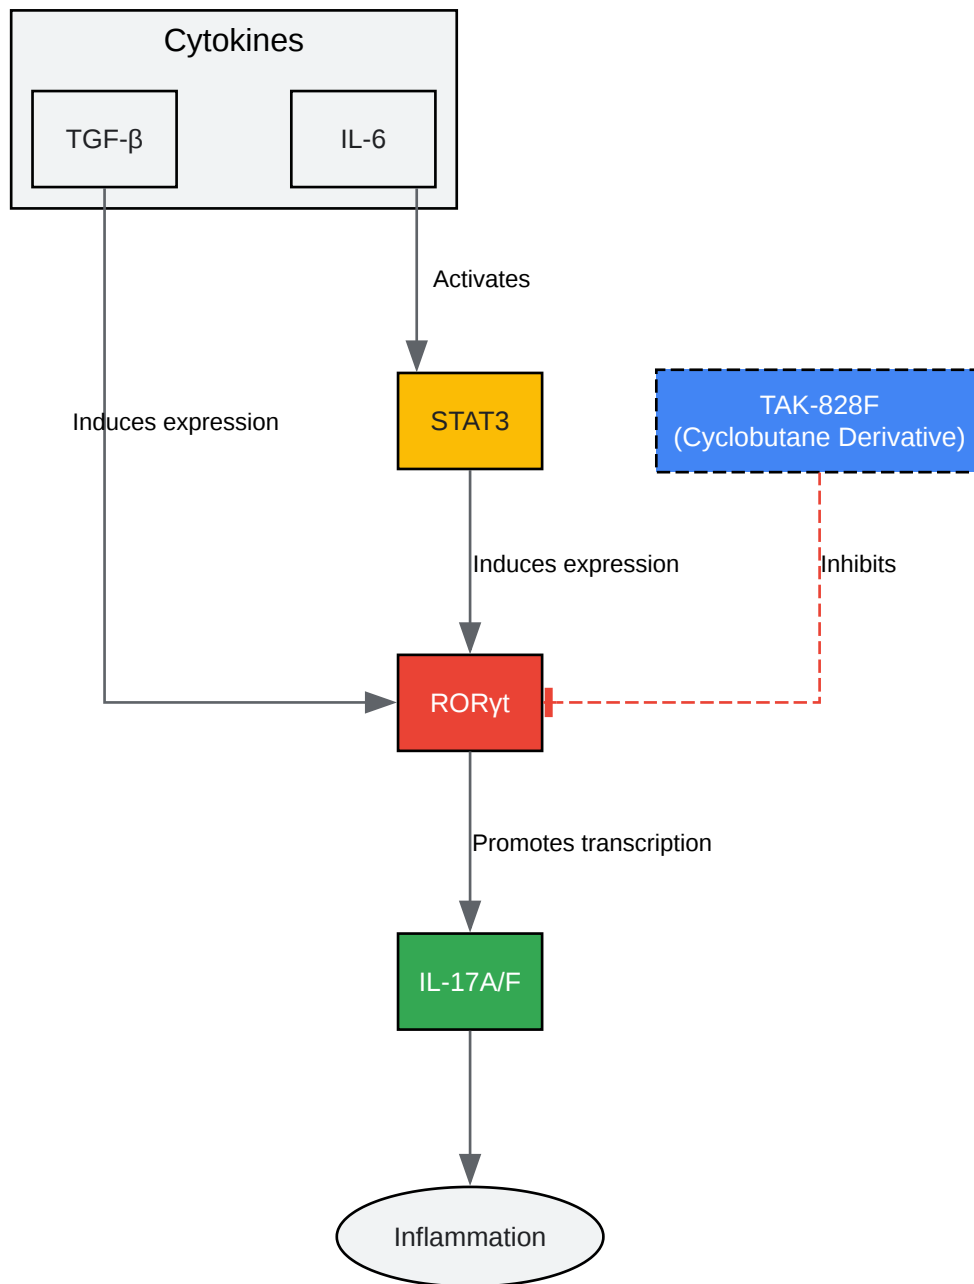 Cytokines
TGF-β
IL-6
Activates
Induces expression
STAT3
TAK-828F
(Cyclobutane Derivative)
Induces expression
Inhibits
RORγt
Promotes transcription
IL-17A/F
Inflammation